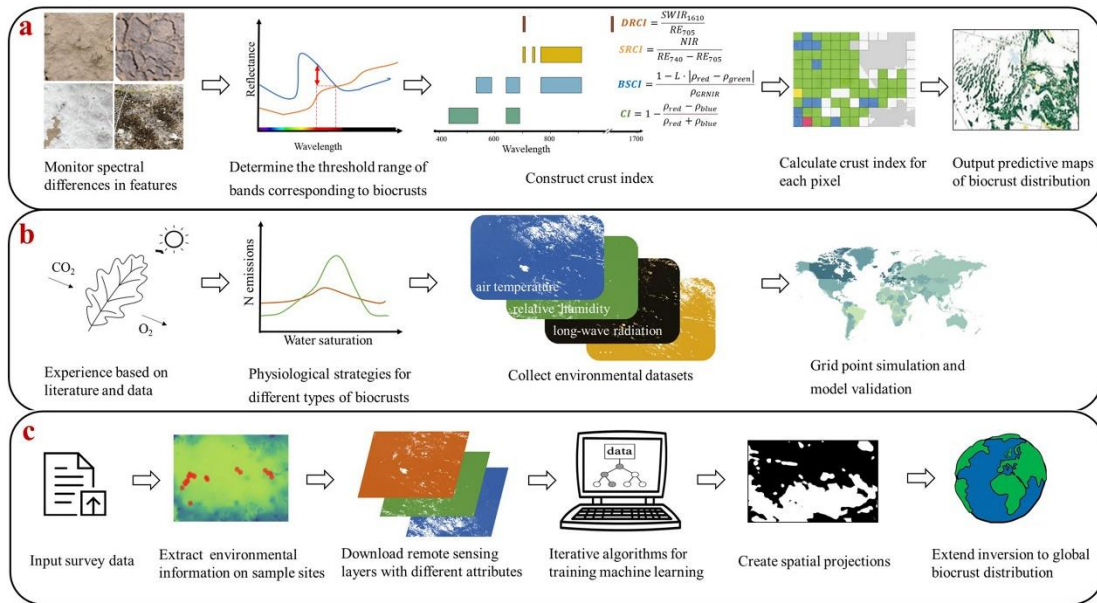 a
Reflectance
Wavelength
DRCI = SWIR₁₆₁₀ / RE₇₀₅
SRCI = NIR / RE₇₄₀ − RE₇₀₅
BSCI = 1 − L · |ρred − ρgreen| / ρGRNIR
CI = 1 − ρred − ρblue / ρred + ρblue
400 600 800 1700
Wavelength
Monitor spectral
differences in features
Determine the threshold range of
bands corresponding to biocrusts
Construct crust index
Calculate crust index for
each pixel
Output predictive maps
of biocrust distribution
b
CO₂
O₂
N emissions
Water saturation
air temperature
relative humidity
long-wave radiation
Experience based on
literature and data
Physiological strategies for
different types of biocrusts
Collect environmental datasets
Grid point simulation and
model validation
c
data
Input survey data
Extract environmental
information on sample sites
Download remote sensing
layers with different attributes
Iterative algorithms for
training machine learning
Create spatial projections
Extend inversion to global
biocrust distribution